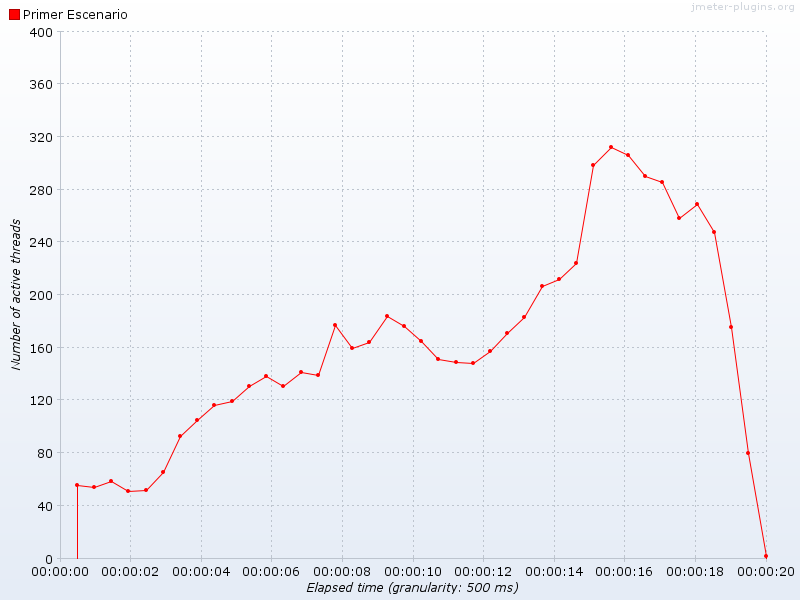 jmeter-plugins.org
Primer Escenario
400
360
320
280
240
200
160
120
80
40
0
Number of active threads
00:00:00 00:00:02 00:00:04 00:00:06 00:00:08 00:00:10 00:00:12 00:00:14 00:00:16 00:00:18 00:00:20
Elapsed time (granularity: 500 ms)